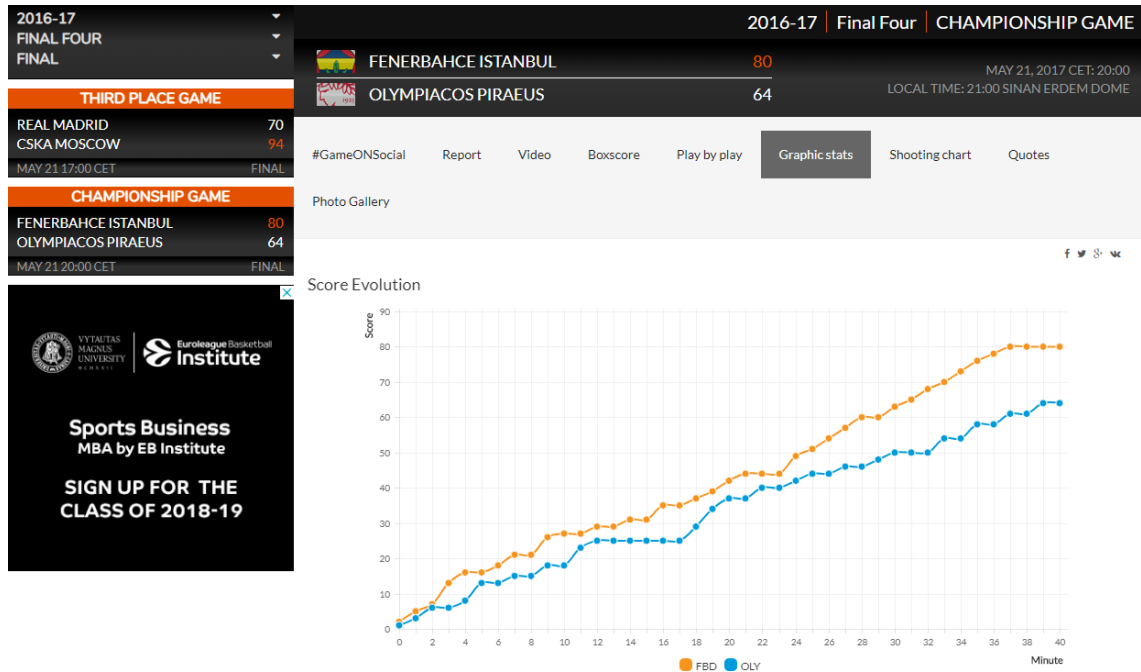 2016-17
FINAL FOUR
FINAL
THIRD PLACE GAME
REAL MADRID 70
CSKA MOSCOW 94
MAY 21 17:00 CET FINAL
CHAMPIONSHIP GAME
FENERBAHCE ISTANBUL 80
OLYMPIACOS PIRAEUS 64
MAY 21 20:00 CET FINAL
VYTAUTAS
MAGNUS
UNIVERSITY
MCMXXII
Euroleague Basketball
Institute
Sports Business
MBA by EB Institute
SIGN UP FOR THE
CLASS OF 2018-19
2016-17 Final Four CHAMPIONSHIP GAME
FENERBAHCE ISTANBUL 80
OLYMPIACOS PIRAEUS 64
MAY 21, 2017 CET: 20:00
LOCAL TIME: 21:00 SINAN ERDEM DOME
#GameONSocial Report Video Boxscore Play by play Graphic stats Shooting chart Quotes
Photo Gallery
Score Evolution
Score
90
80
70
60
50
40
30
20
10
0
0 2 4 6 8 10 12 14 16 18 20 22 24 26 28 30 32 34 36 38 40
Minute
FBD OLY